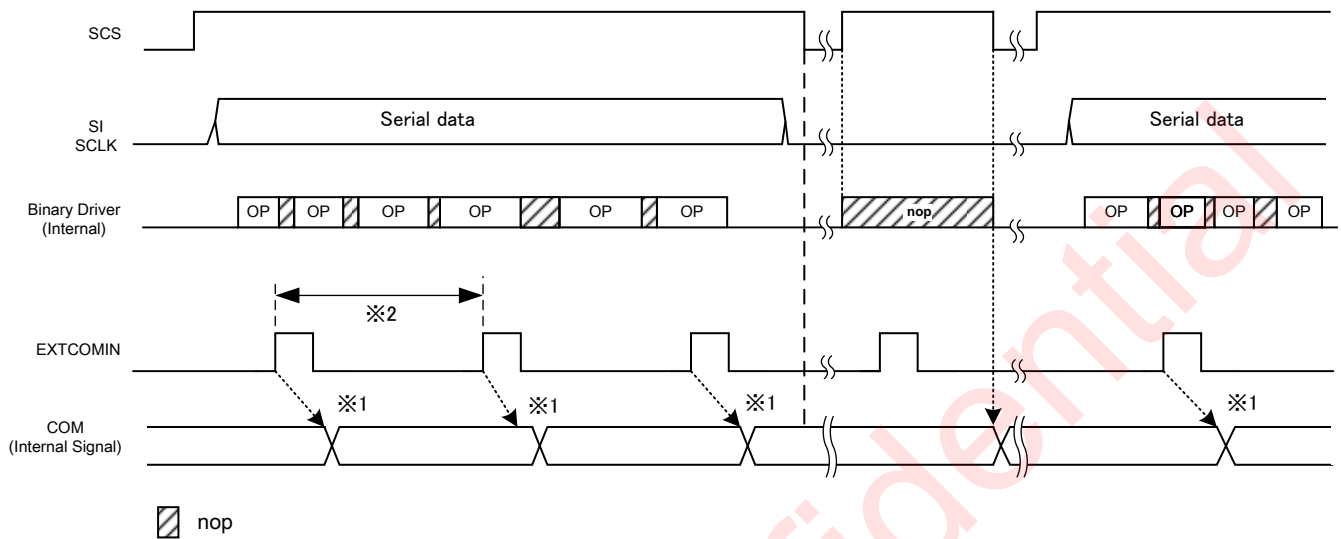 SCS
SI
SCLK
Serial data
Serial data
Binary Driver
(Internal)
OP OP OP OP OP OP nop OP OP OP OP
※2
EXTCOMIN
※1 ※1 ※1 ※1
COM
(Internal Signal)
nop
fidential